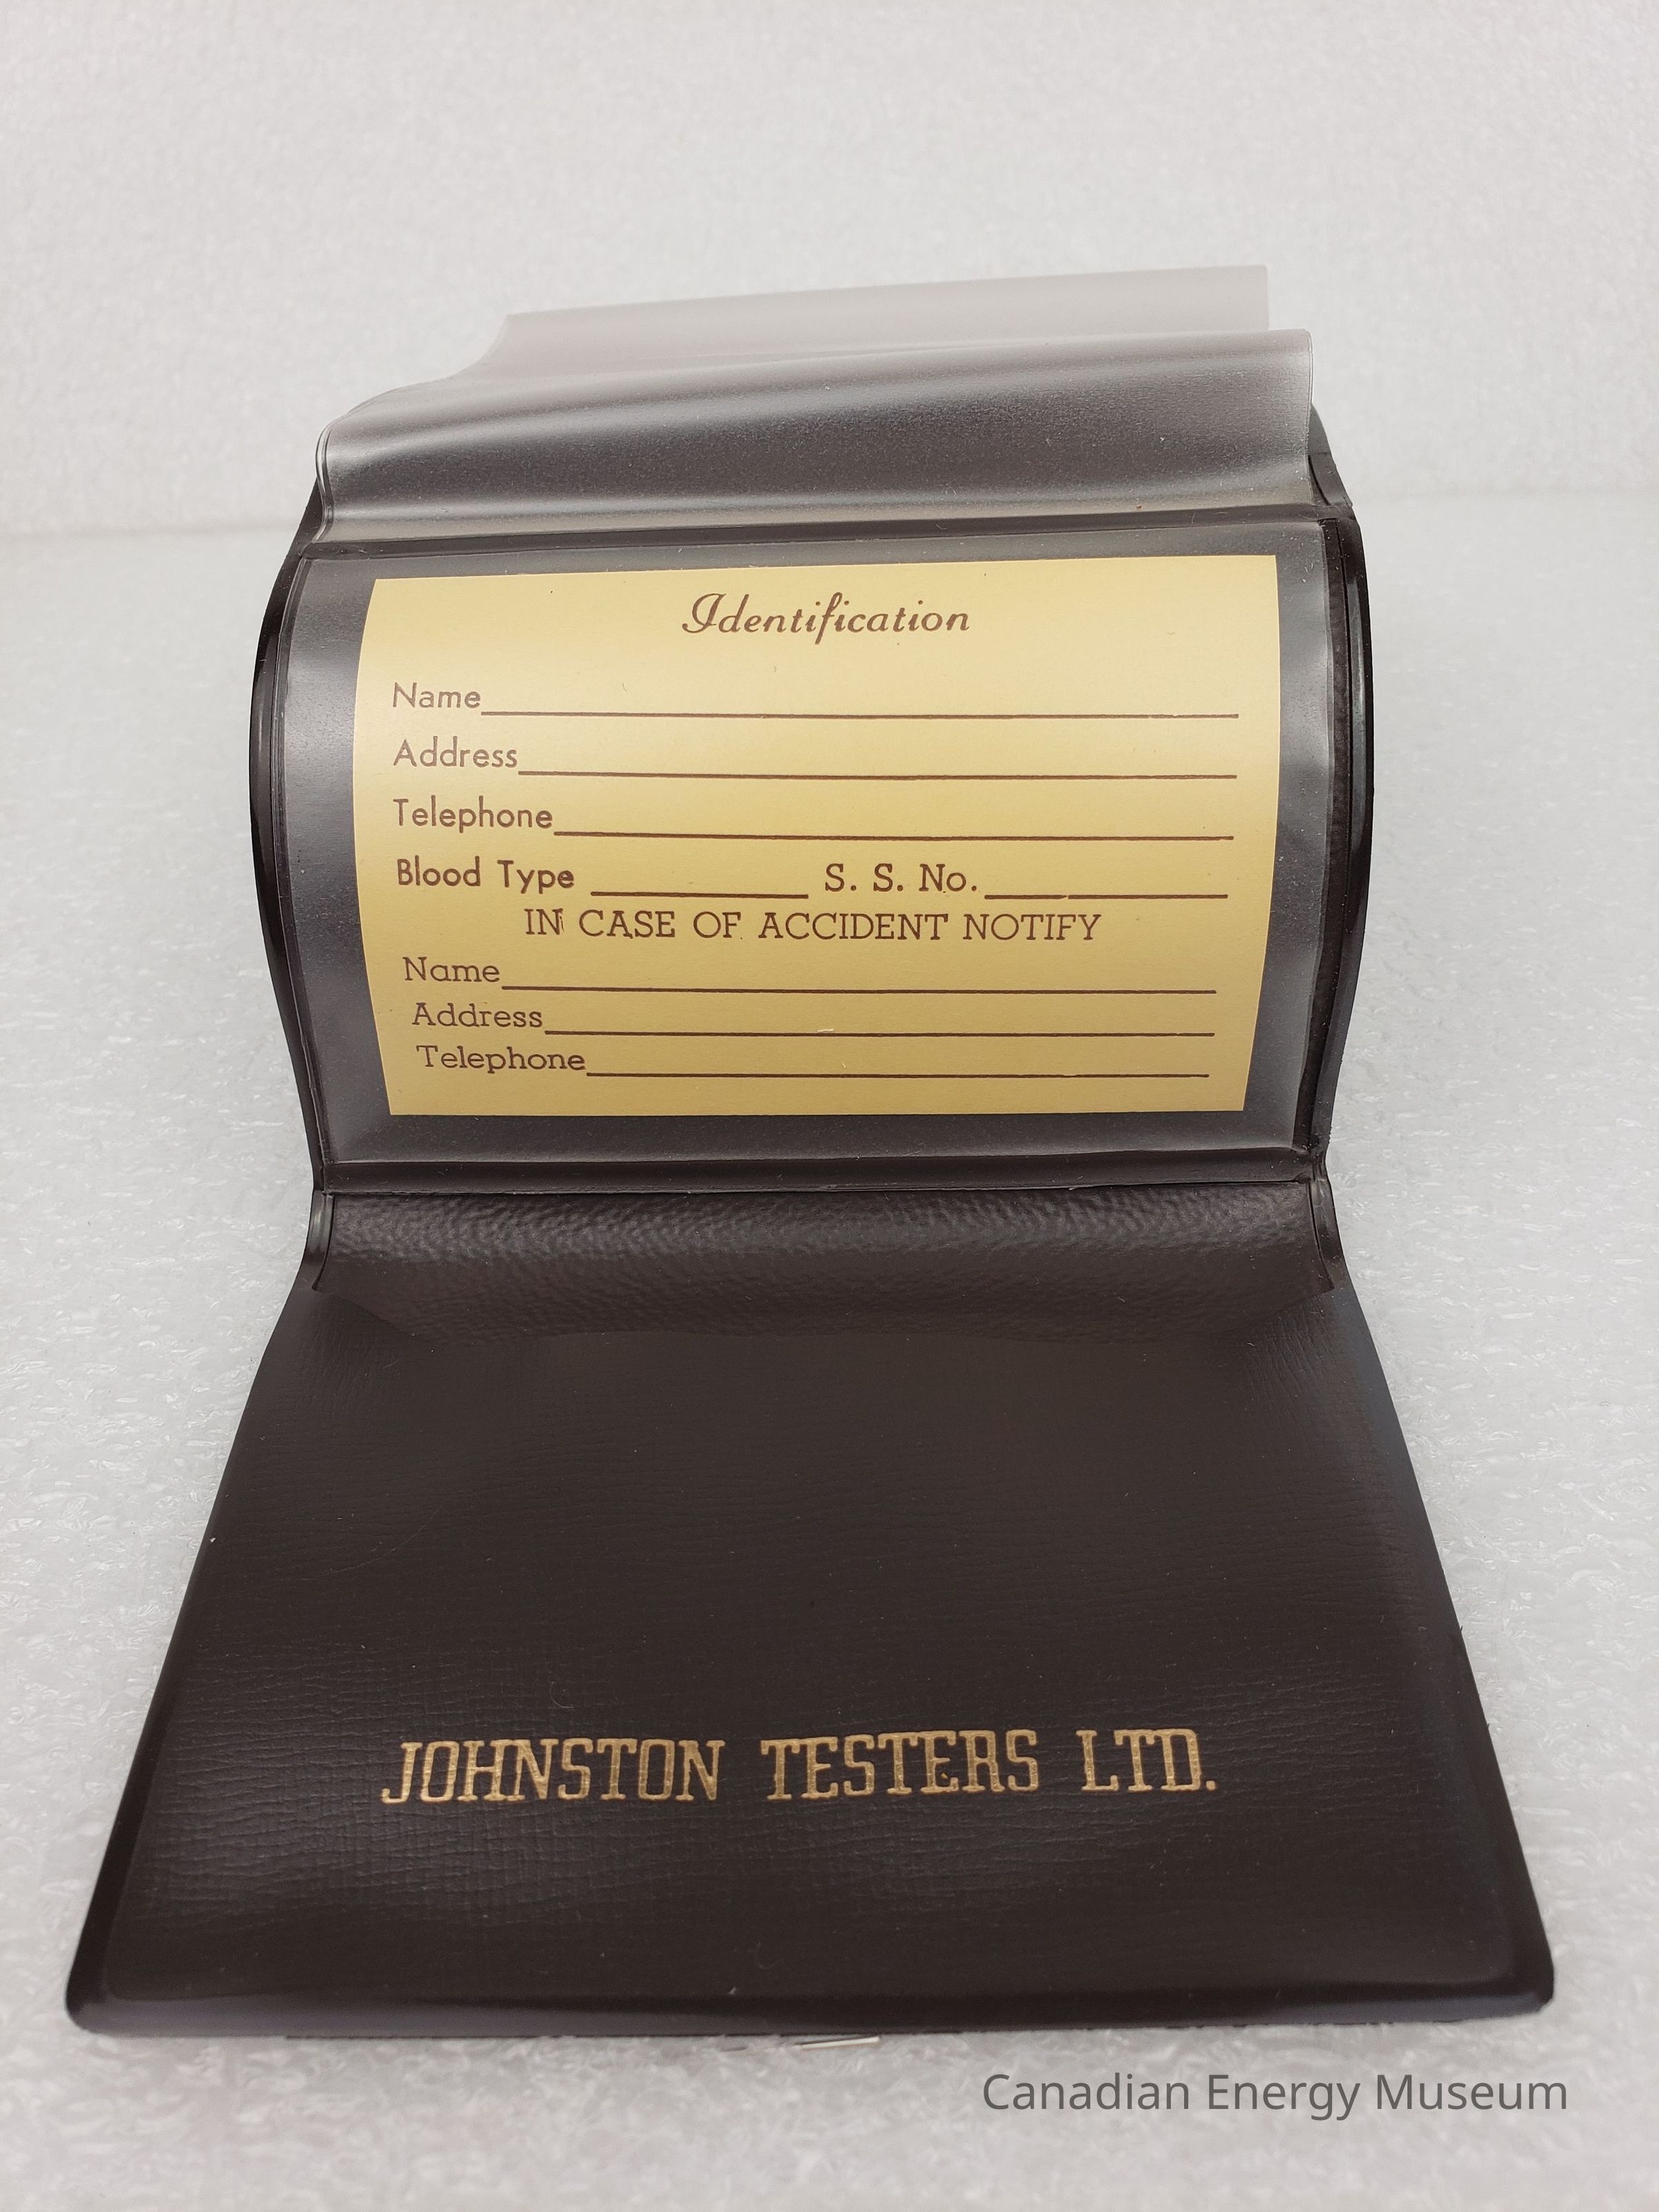 Identification
Name
Address
Telephone
Blood Type S. S. No.
IN CASE OF ACCIDENT NOTIFY
Name
Address
Telephone
JOHNSTON TESTERS LTD.
Canadian Energy Museum